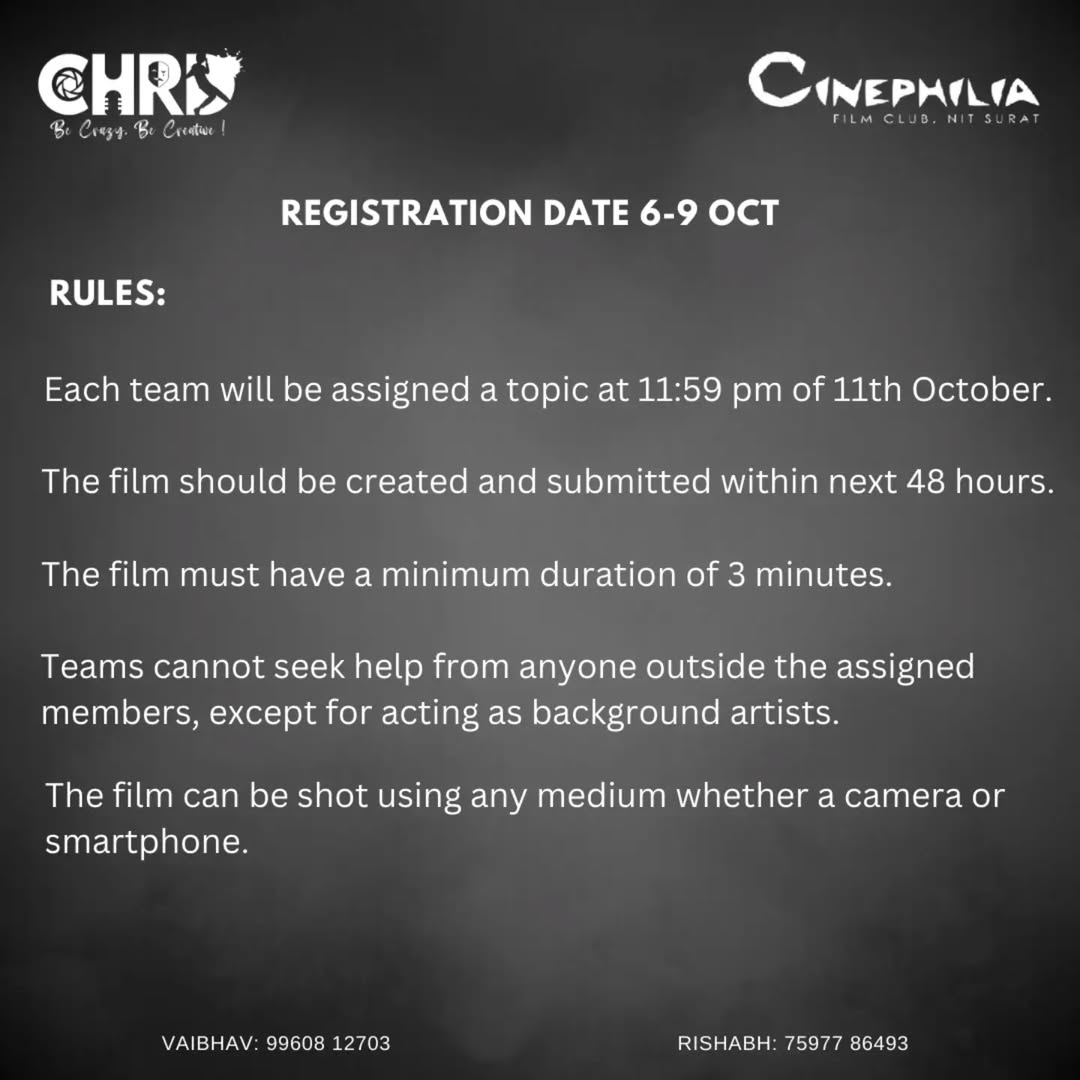 CHRD
Be Crazy. Be Creative !
CINEPHILIA
FILM CLUB. NIT SURAT
REGISTRATION DATE 6-9 OCT
RULES:
Each team will be assigned a topic at 11:59 pm of 11th October.
The film should be created and submitted within next 48 hours.
The film must have a minimum duration of 3 minutes.
Teams cannot seek help from anyone outside the assigned
members, except for acting as background artists.
The film can be shot using any medium whether a camera or
smartphone.
VAIBHAV: 99608 12703
RISHABH: 75977 86493